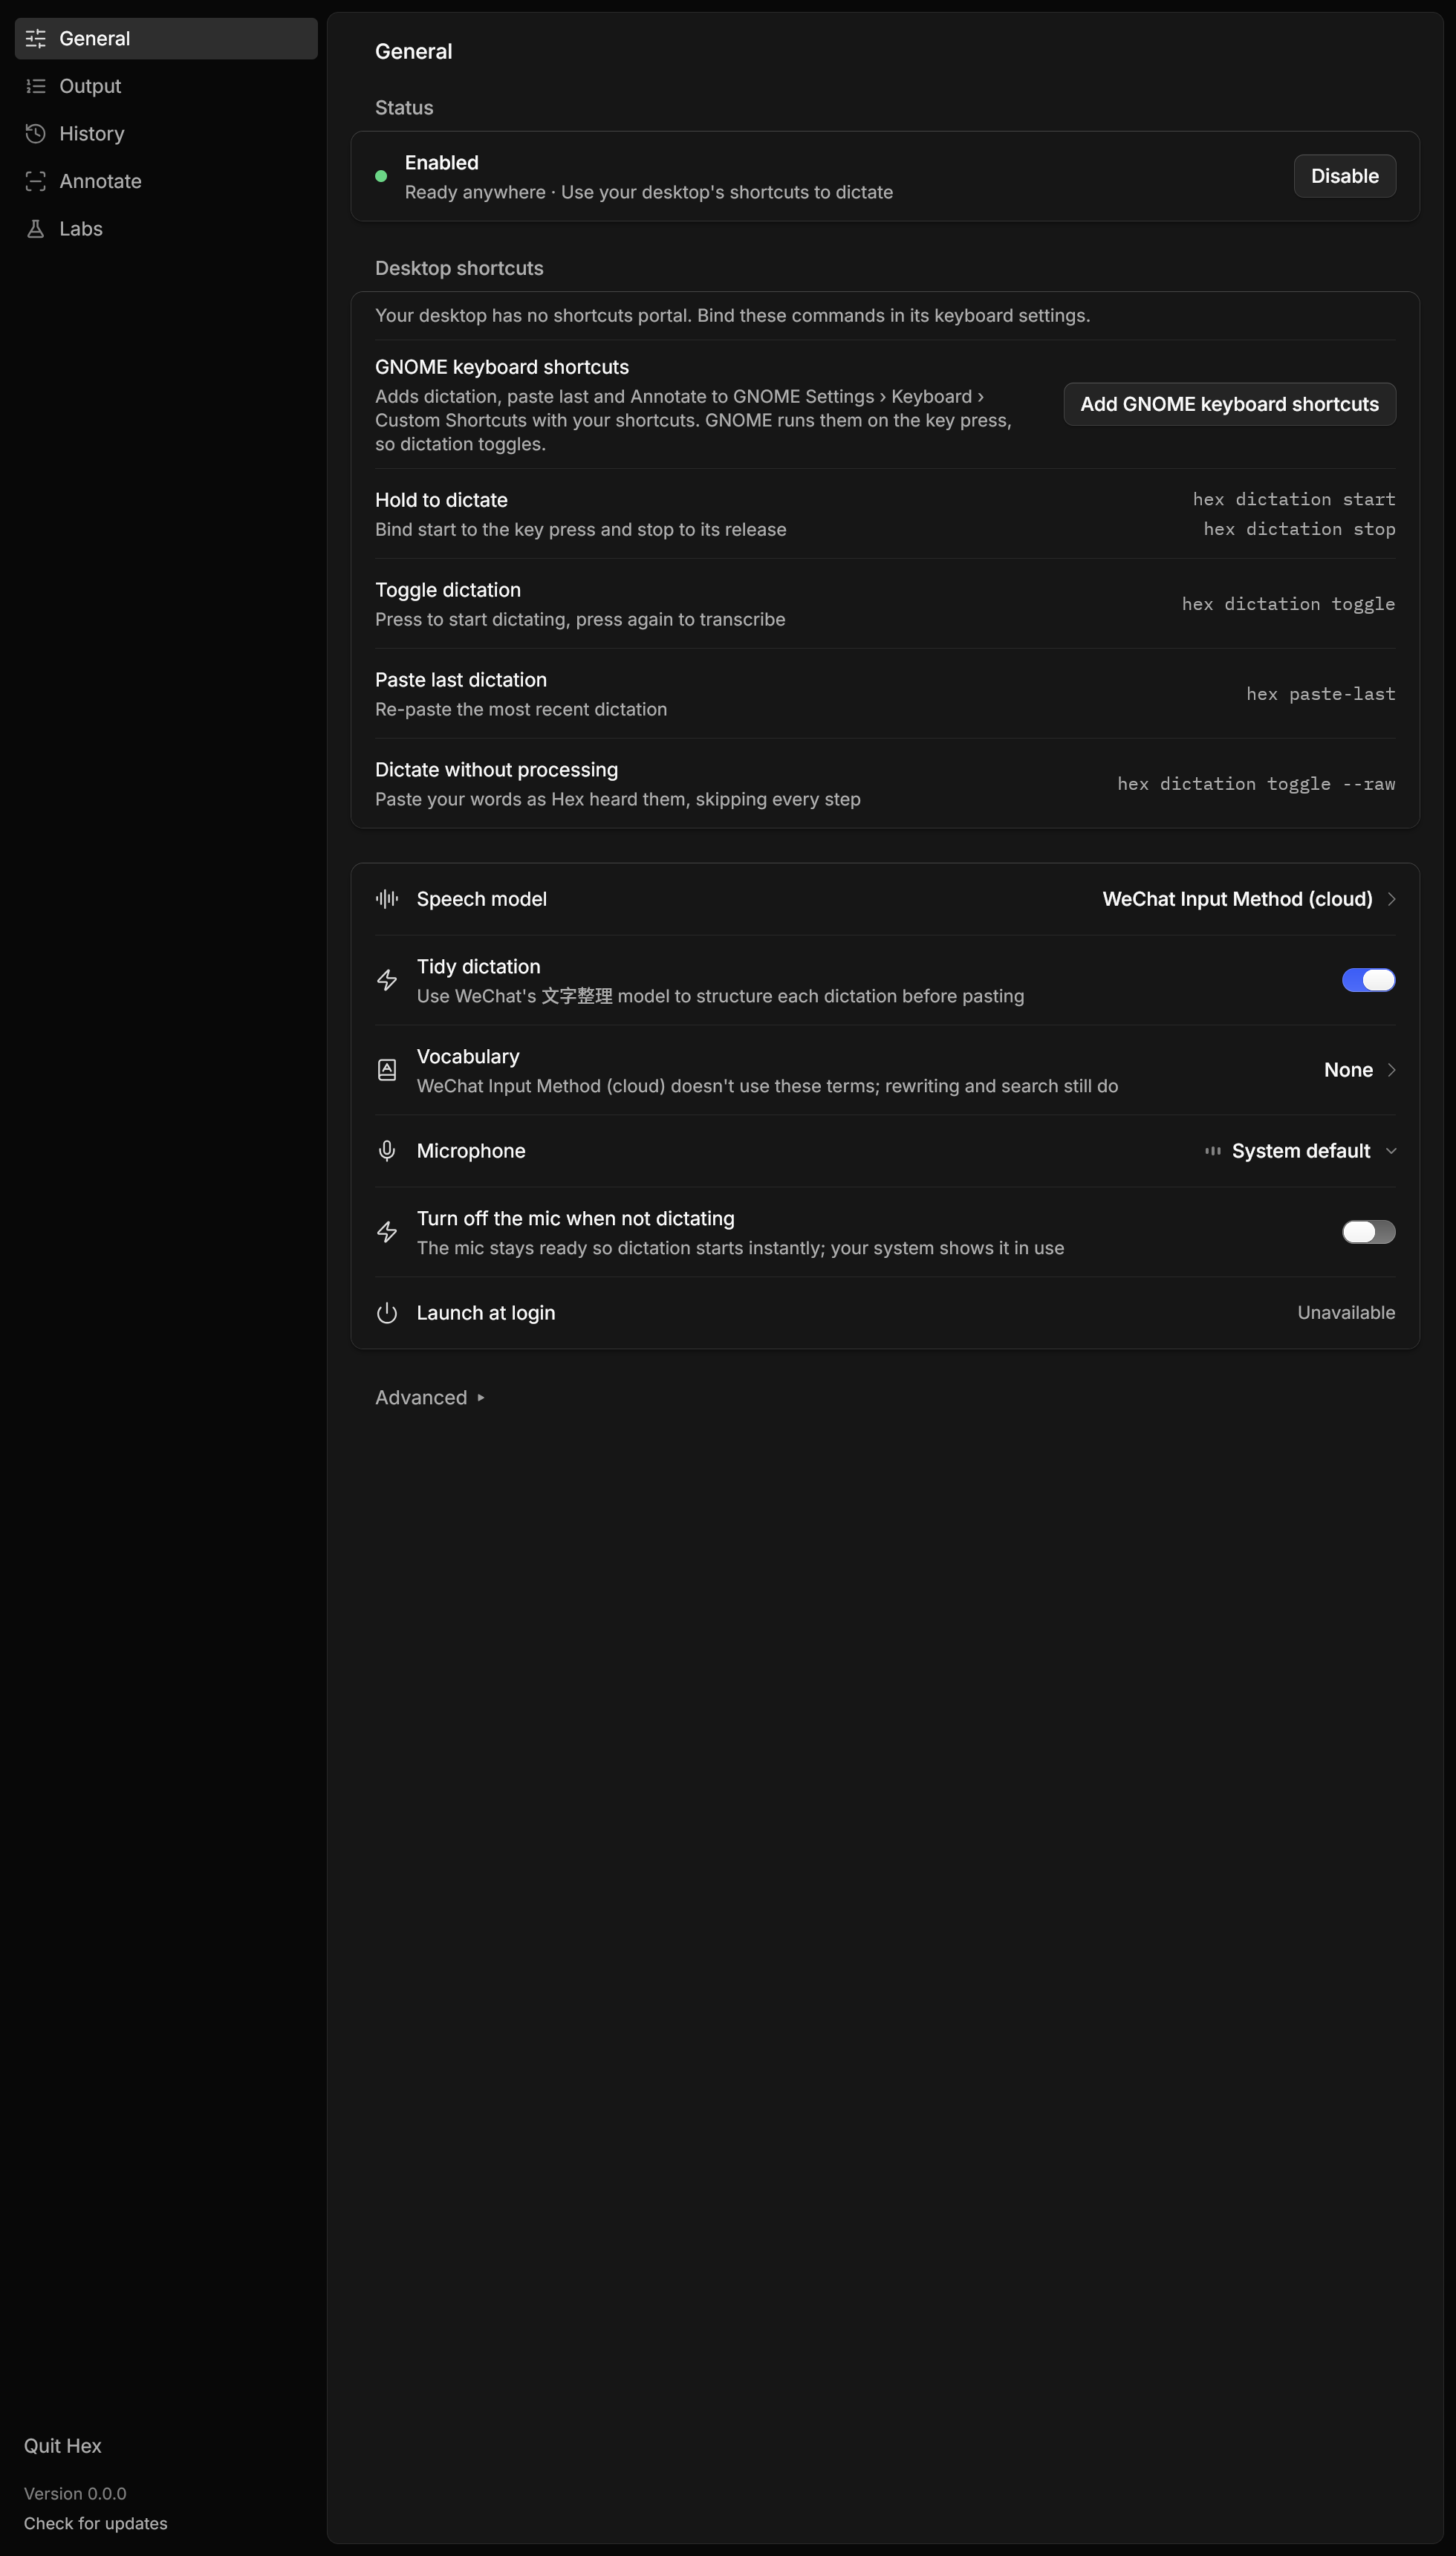 General
Output
History
Annotate
Labs
Quit Hex
Version 0.0.0
Check for updates
General
Status
Enabled
Ready anywhere · Use your desktop's shortcuts to dictate
Disable
Desktop shortcuts
Your desktop has no shortcuts portal. Bind these commands in its keyboard settings.
GNOME keyboard shortcuts
Adds dictation, paste last and Annotate to GNOME Settings › Keyboard ›
Custom Shortcuts with your shortcuts. GNOME runs them on the key press,
so dictation toggles.
Add GNOME keyboard shortcuts
Hold to dictate
Bind start to the key press and stop to its release
hex dictation start
hex dictation stop
Toggle dictation
Press to start dictating, press again to transcribe
hex dictation toggle
Paste last dictation
Re-paste the most recent dictation
hex paste-last
Dictate without processing
Paste your words as Hex heard them, skipping every step
hex dictation toggle --raw
Speech model
WeChat Input Method (cloud)
Tidy dictation
Use WeChat's 文字整理 model to structure each dictation before pasting
Vocabulary
WeChat Input Method (cloud) doesn't use these terms; rewriting and search still do
None
Microphone
System default
Turn off the mic when not dictating
The mic stays ready so dictation starts instantly; your system shows it in use
Launch at login
Unavailable
Advanced